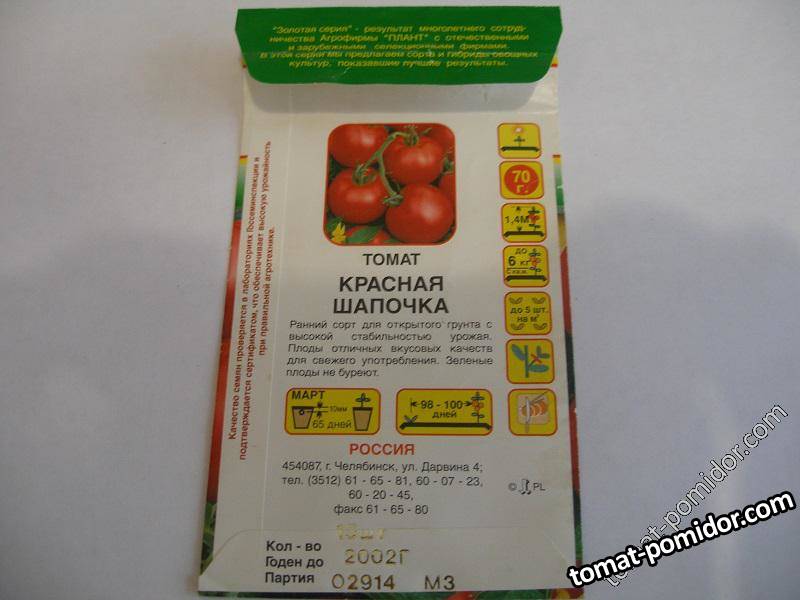 "Золотая серия" - результат многолетнего сотруд-
ничества Агрофирмы "ПЛАНТ" с отечественными
и зарубежными селекционными фирмами.
В этой серии мы предлагаем сорта и гибриды овощных
культур, показавшие лучшие результаты.
Качество семян проверяется в лабораториях Госсеминспекции и
подтверждается сертификатом, что обеспечивает высокую урожайность
при правильной агротехнике.
70
г.
1,4м
до
6 кг
с кв.м.
до 5 шт.
на м²
ТОМАТ
КРАСНАЯ
ШАПОЧКА
Ранний сорт для открытого грунта с
высокой стабильностью урожая.
Плоды отличных вкусовых качеств
для свежего употребления. Зеленые
плоды не буреют.
МАРТ
10мм
65 дней
98 - 100
дней
РОССИЯ
454087, г. Челябинск, ул. Дарвина 4;
тел. (3512) 61 - 65 - 81, 60 - 07 - 23,
60 - 20 - 45,
факс 61 - 65 - 80
© PL
Кол - во шт
Годен до 2002г
Партия 02914 М3
tomat-pomidor.com
tomat-pomidor.com